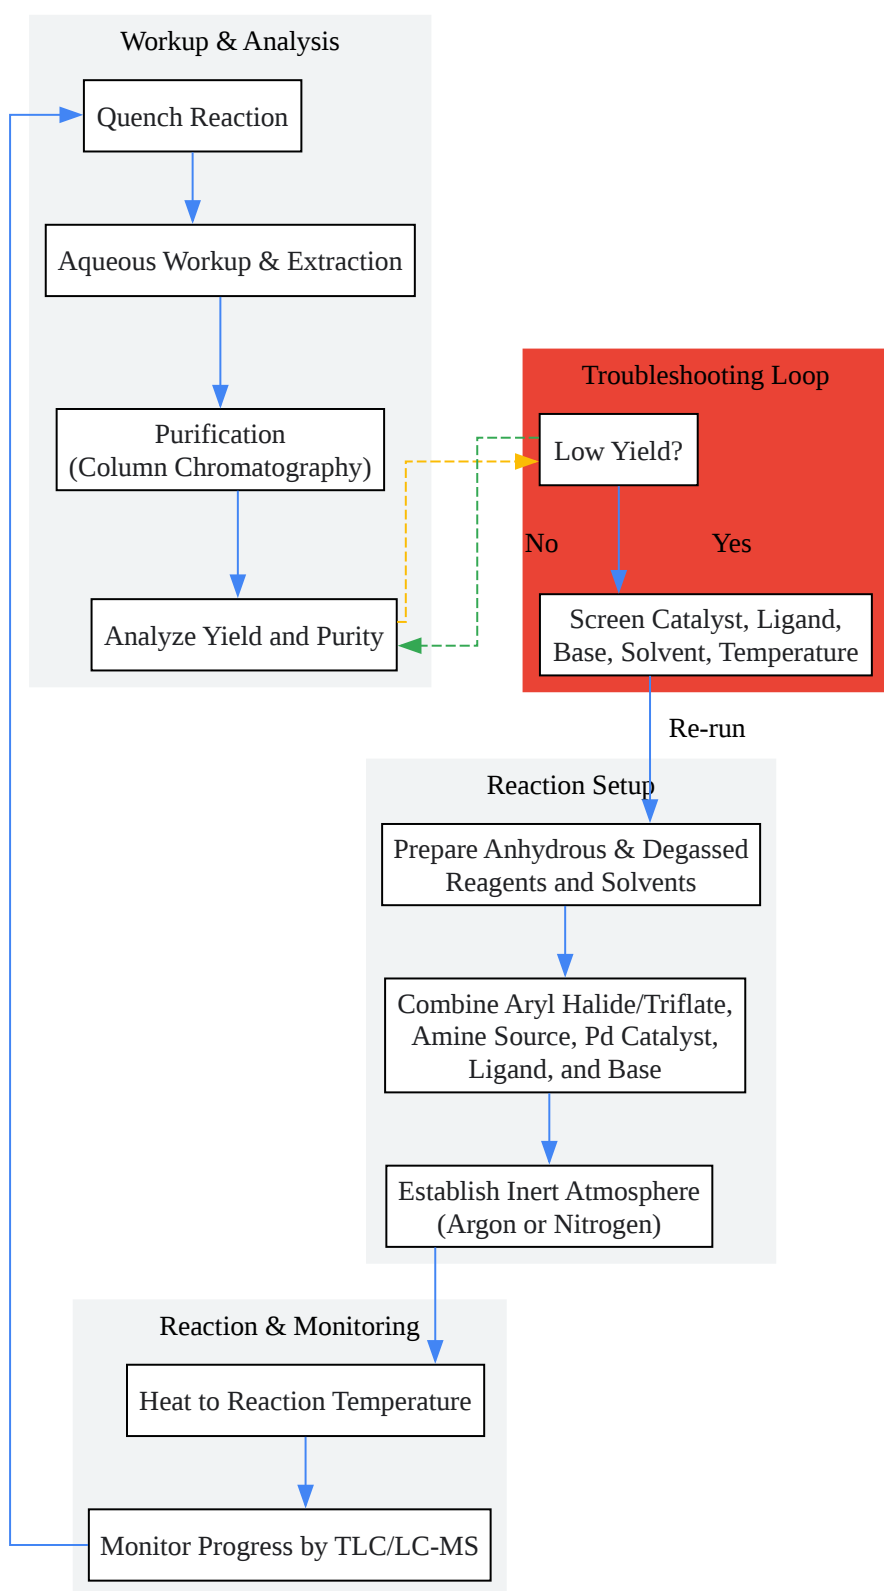 Workup & Analysis
Quench Reaction
Aqueous Workup & Extraction
Purification
(Column Chromatography)
Analyze Yield and Purity
Troubleshooting Loop
Low Yield?
No
Yes
Screen Catalyst, Ligand,
Base, Solvent, Temperature
Re-run
Reaction Setup
Prepare Anhydrous & Degassed
Reagents and Solvents
Combine Aryl Halide/Triflate,
Amine Source, Pd Catalyst,
Ligand, and Base
Establish Inert Atmosphere
(Argon or Nitrogen)
Reaction & Monitoring
Heat to Reaction Temperature
Monitor Progress by TLC/LC-MS